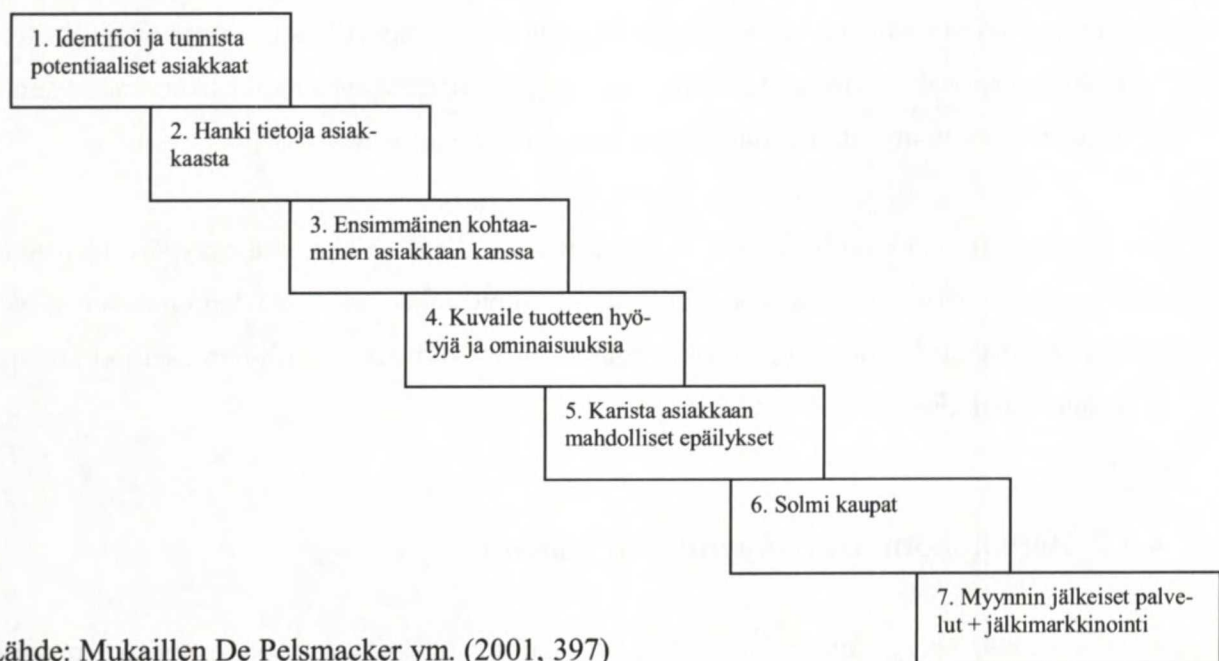 1. Identifioi ja tunnista
potentiaaliset asiakkaat
2. Hanki tietoja asiak-
kaasta
3. Ensimmäinen kohtaa-
minen asiakkaan kanssa
4. Kuvaile tuotteen hyö-
tyjä ja ominaisuuksia
5. Karista asiakkaan
mahdolliset epäilykset
6. Solmi kaupat
7. Myynnin jälkeiset palve-
lut + jälkimarkkinointi
Lähde: Mukaillen De Pelsmacker ym. (2001, 397)